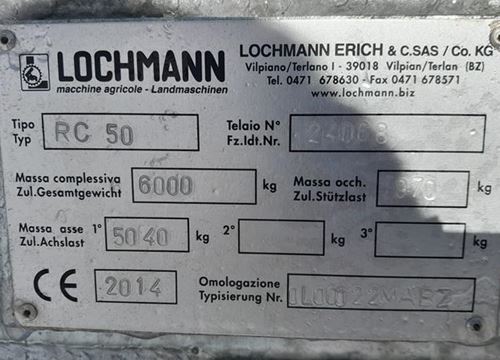 LOCHMANN
macchine agricole - Landmaschinen
LOCHMANN ERICH & C.SAS / Co. KG
Vilpiano/Terlano I - 39018 Vilpian/Terlan (BZ)
Tel. 0471 678630 - Fax 0471 678571
www.lochmann.biz
Tipo
Typ
RC 50
Telaio N°
Fz.Idt.Nr.
Massa complessiva
Zul.Gesamtgewicht
6000 kg
Massa occh.
Zul.Stützlast
kg
Massa asse
Zul.Achslast
1° 5040 kg
2° kg
3° kg
CE 2014
Omologazione
Typisierung Nr.